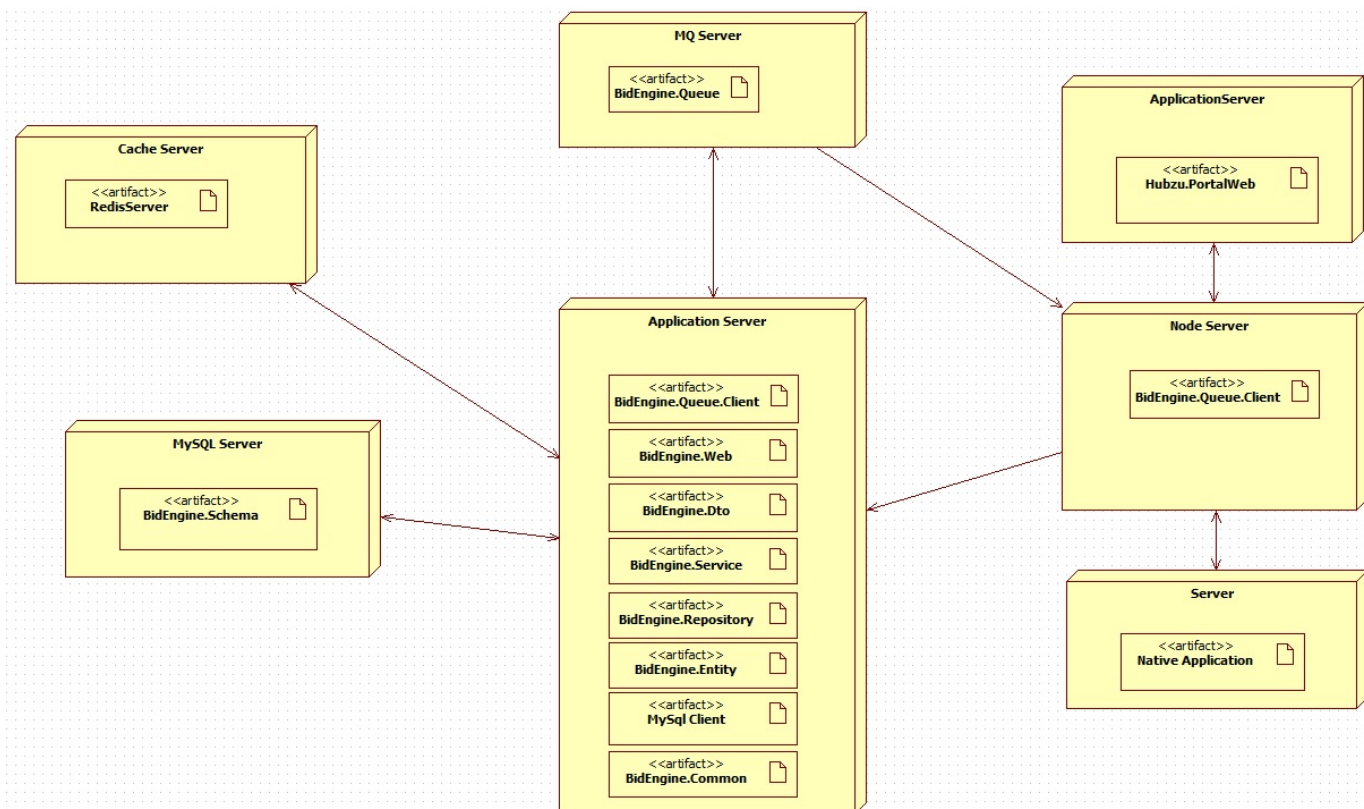 MQ Server
<<artifact>>
BidEngine.Queue
ApplicationServer
<<artifact>>
Hubzu.PortalWeb
Cache Server
<<artifact>>
RedisServer
Application Server
<<artifact>>
BidEngine.Queue.Client
<<artifact>>
BidEngine.Web
<<artifact>>
BidEngine.Dto
<<artifact>>
BidEngine.Service
<<artifact>>
BidEngine.Repository
<<artifact>>
BidEngine.Entity
<<artifact>>
MySql Client
<<artifact>>
BidEngine.Common
Node Server
<<artifact>>
BidEngine.Queue.Client
MySQL Server
<<artifact>>
BidEngine.Schema
Server
<<artifact>>
Native Application